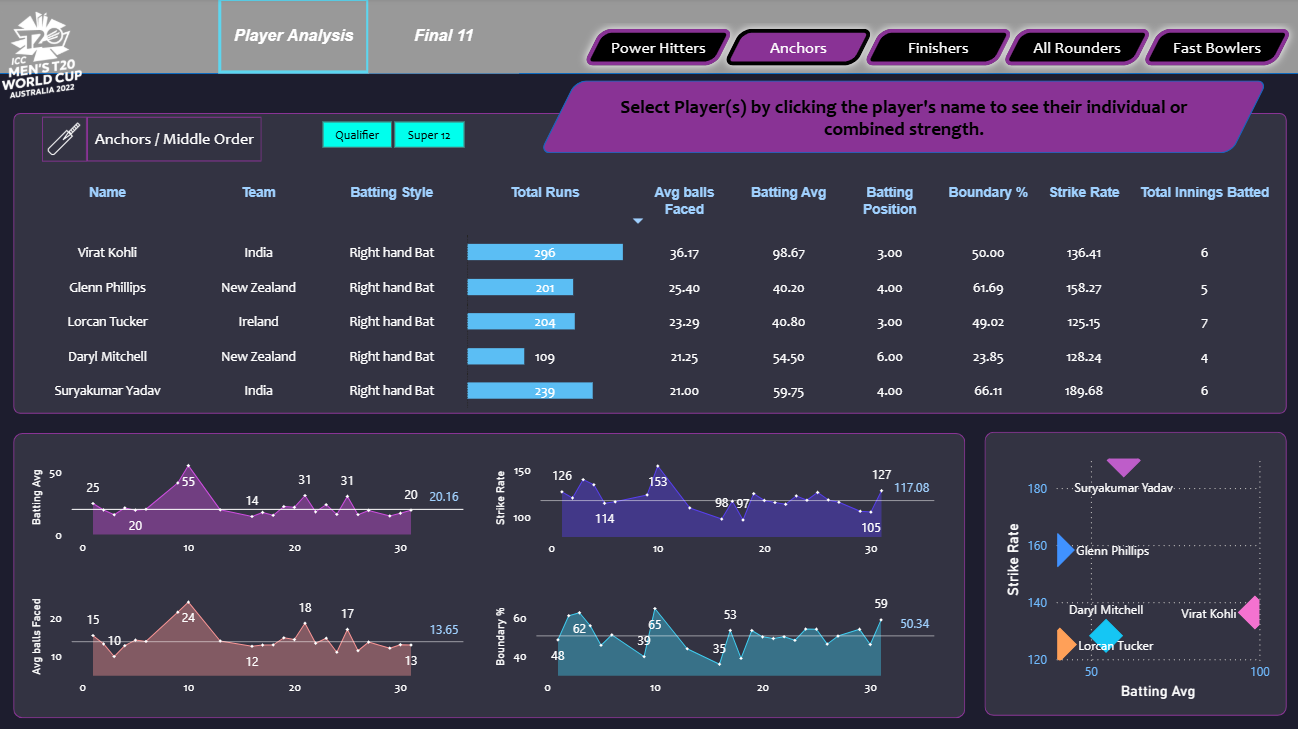 T20
ICC
MEN'S T20
WORLD CUP
AUSTRALIA 2022
Player Analysis
Final 11
Power Hitters
Anchors
Finishers
All Rounders
Fast Bowlers
Select Player(s) by clicking the player's name to see their individual or
combined strength.
Anchors / Middle Order
Qualifier
Super 12
Name Team Batting Style Total Runs Avg balls Faced Batting Avg Batting Position Boundary % Strike Rate Total Innings Batted
Virat Kohli India Right hand Bat 296 36.17 98.67 3.00 50.00 136.41 6
Glenn Phillips New Zealand Right hand Bat 201 25.40 40.20 4.00 61.69 158.27 5
Lorcan Tucker Ireland Right hand Bat 204 23.29 40.80 3.00 49.02 125.15 7
Daryl Mitchell New Zealand Right hand Bat 109 21.25 54.50 6.00 23.85 128.24 4
Suryakumar Yadav India Right hand Bat 239 21.00 59.75 4.00 66.11 189.68 6
Batting Avg
50
0
25
20
55
14
31
31
20
20.16
0 10 20 30
Strike Rate
150
100
126
114
153
98
97
105
127
117.08
0 10 20 30
Avg balls Faced
20
10
15
10
24
12
18
17
13
13.65
0 10 20 30
Boundary %
60
40
48
62
39
65
35
53
59
50.34
0 10 20 30
Strike Rate
180
160
140
120
Suryakumar Yadav
Glenn Phillips
Daryl Mitchell
Virat Kohli
Lorcan Tucker
50 100
Batting Avg